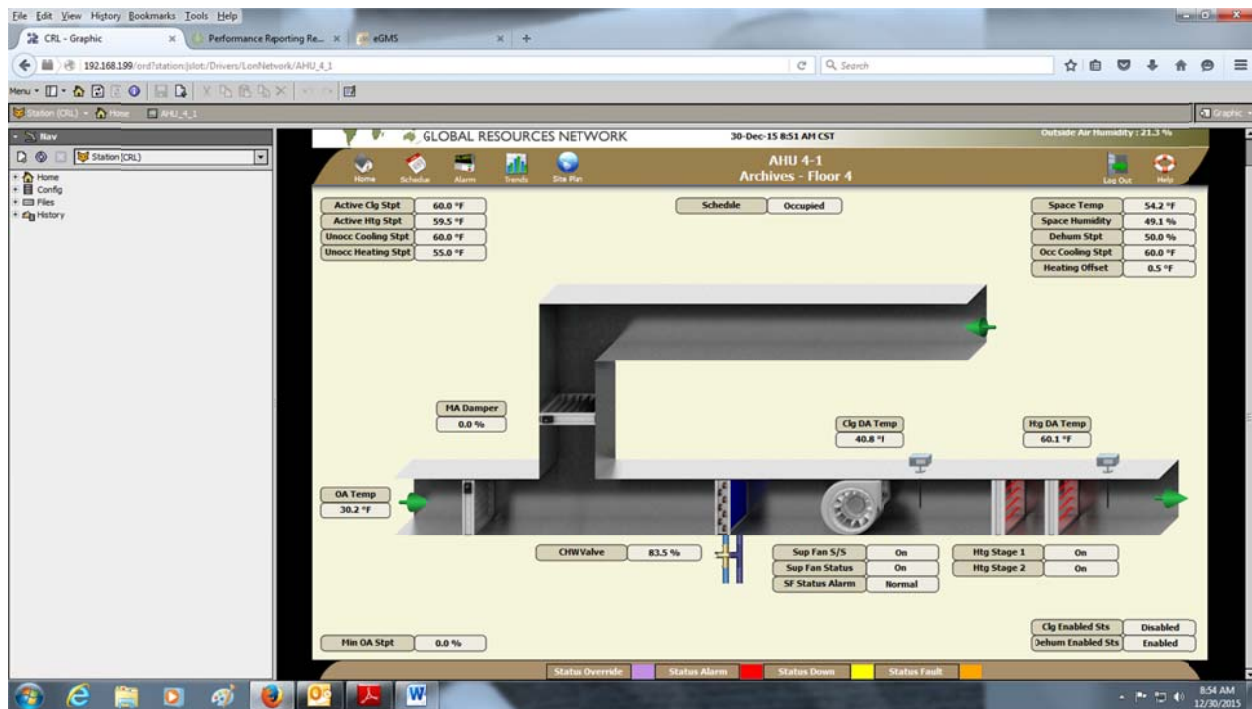 File Edit View History Bookmarks Tools Help
CRL - Graphic × Performance Reporting Re... × eGMS × +
192.168.199/ord?station:|slot:/Drivers/LonNetwork/AHU_4_1 Search
Menu
Station (CRL) Home AHU_4_1 Graphic
Nav
Station (CRL)
Home
Config
Files
History
GLOBAL RESOURCES NETWORK 30-Dec-15 8:51 AM CST Outside Air Humidity : 21.3 %
Home Schedule Alarm Trends Site Plan AHU 4-1 Log Out Help
Archives - Floor 4
Active Clg Stpt 60.0 °F Schedule Occupied Space Temp 54.2 °F
Active Htg Stpt 59.5 °F Space Humidity 49.1 %
Unocc Cooling Stpt 60.0 °F Dehum Stpt 50.0 %
Unocc Heating Stpt 55.0 °F Occ Cooling Stpt 60.0 °F
Heating Offset 0.5 °F
MA Damper
0.0 %
Clg DA Temp Htg DA Temp
40.8 °F 60.1 °F
OA Temp
30.2 °F
CHWValve 83.5 % Sup Fan S/S On Htg Stage 1 On
Sup Fan Status On Htg Stage 2 On
SF Status Alarm Normal
Clg Enabled Sts Disabled
Min OA Stpt 0.0 % Dehum Enabled Sts Enabled
Status Override Status Alarm Status Down Status Fault
8:54 AM
12/30/2015